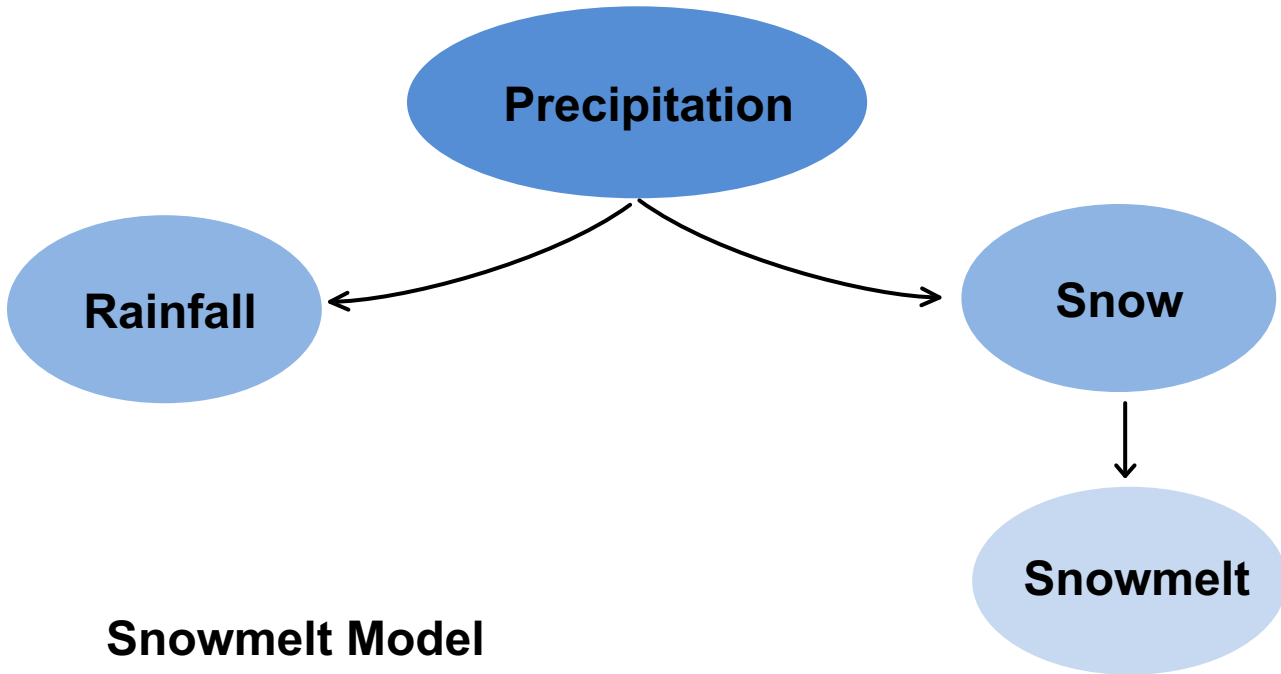 Precipitation
Rainfall
Snow
Snowmelt
Snowmelt Model